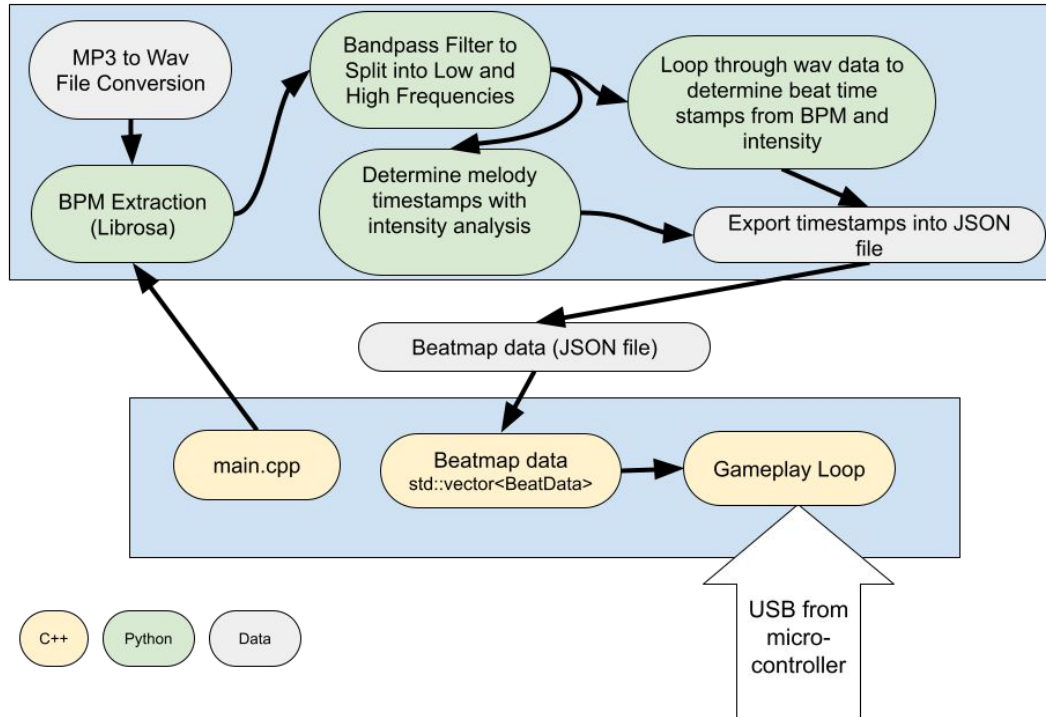 MP3 to Wav
File Conversion
Bandpass Filter to
Split into Low and
High Frequencies
Loop through wav data to
determine beat time
stamps from BPM and
intensity
BPM Extraction
(Librosa)
Determine melody
timestamps with
intensity analysis
Export timestamps into JSON
file
Beatmap data (JSON file)
main.cpp
Beatmap data
std::vector<BeatData>
Gameplay Loop
USB from
micro-
controller
C++
Python
Data